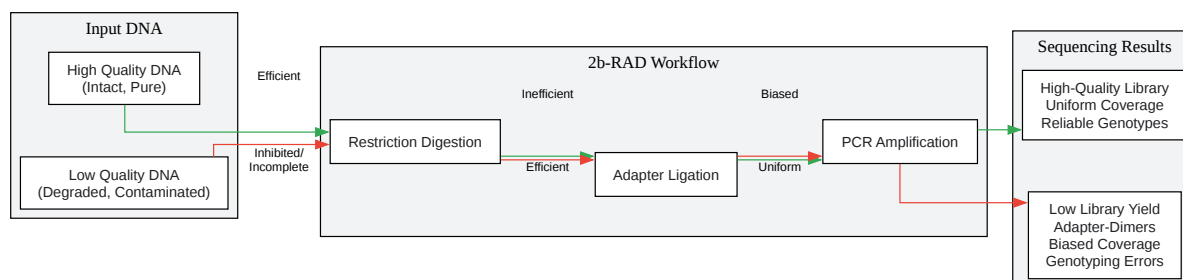 Input DNA
High Quality DNA
(Intact, Pure)
Low Quality DNA
(Degraded, Contaminated)
Efficient
Inhibited/
Incomplete
2b-RAD Workflow
Restriction Digestion
Inefficient
Efficient
Adapter Ligation
Biased
Uniform
PCR Amplification
Sequencing Results
High-Quality Library
Uniform Coverage
Reliable Genotypes
Low Library Yield
Adapter-Dimers
Biased Coverage
Genotyping Errors